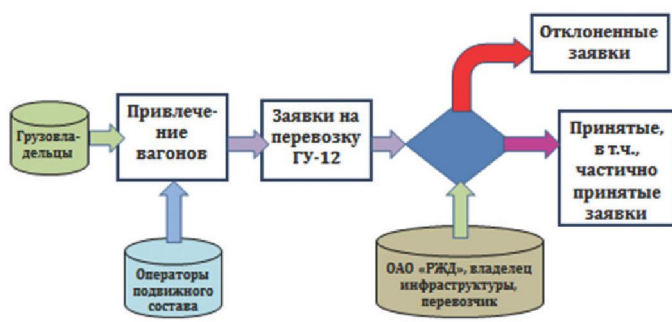 Грузовла-
дельцы
Привлече-
ние
вагонов
Операторы
подвижного
состава
Заявки на
перевозку
ГУ-12
ОАО «РЖД», владелец
инфраструктуры,
перевозчик
Отклоненные
заявки
Принятые,
в т.ч.,
частично
принятые
заявки